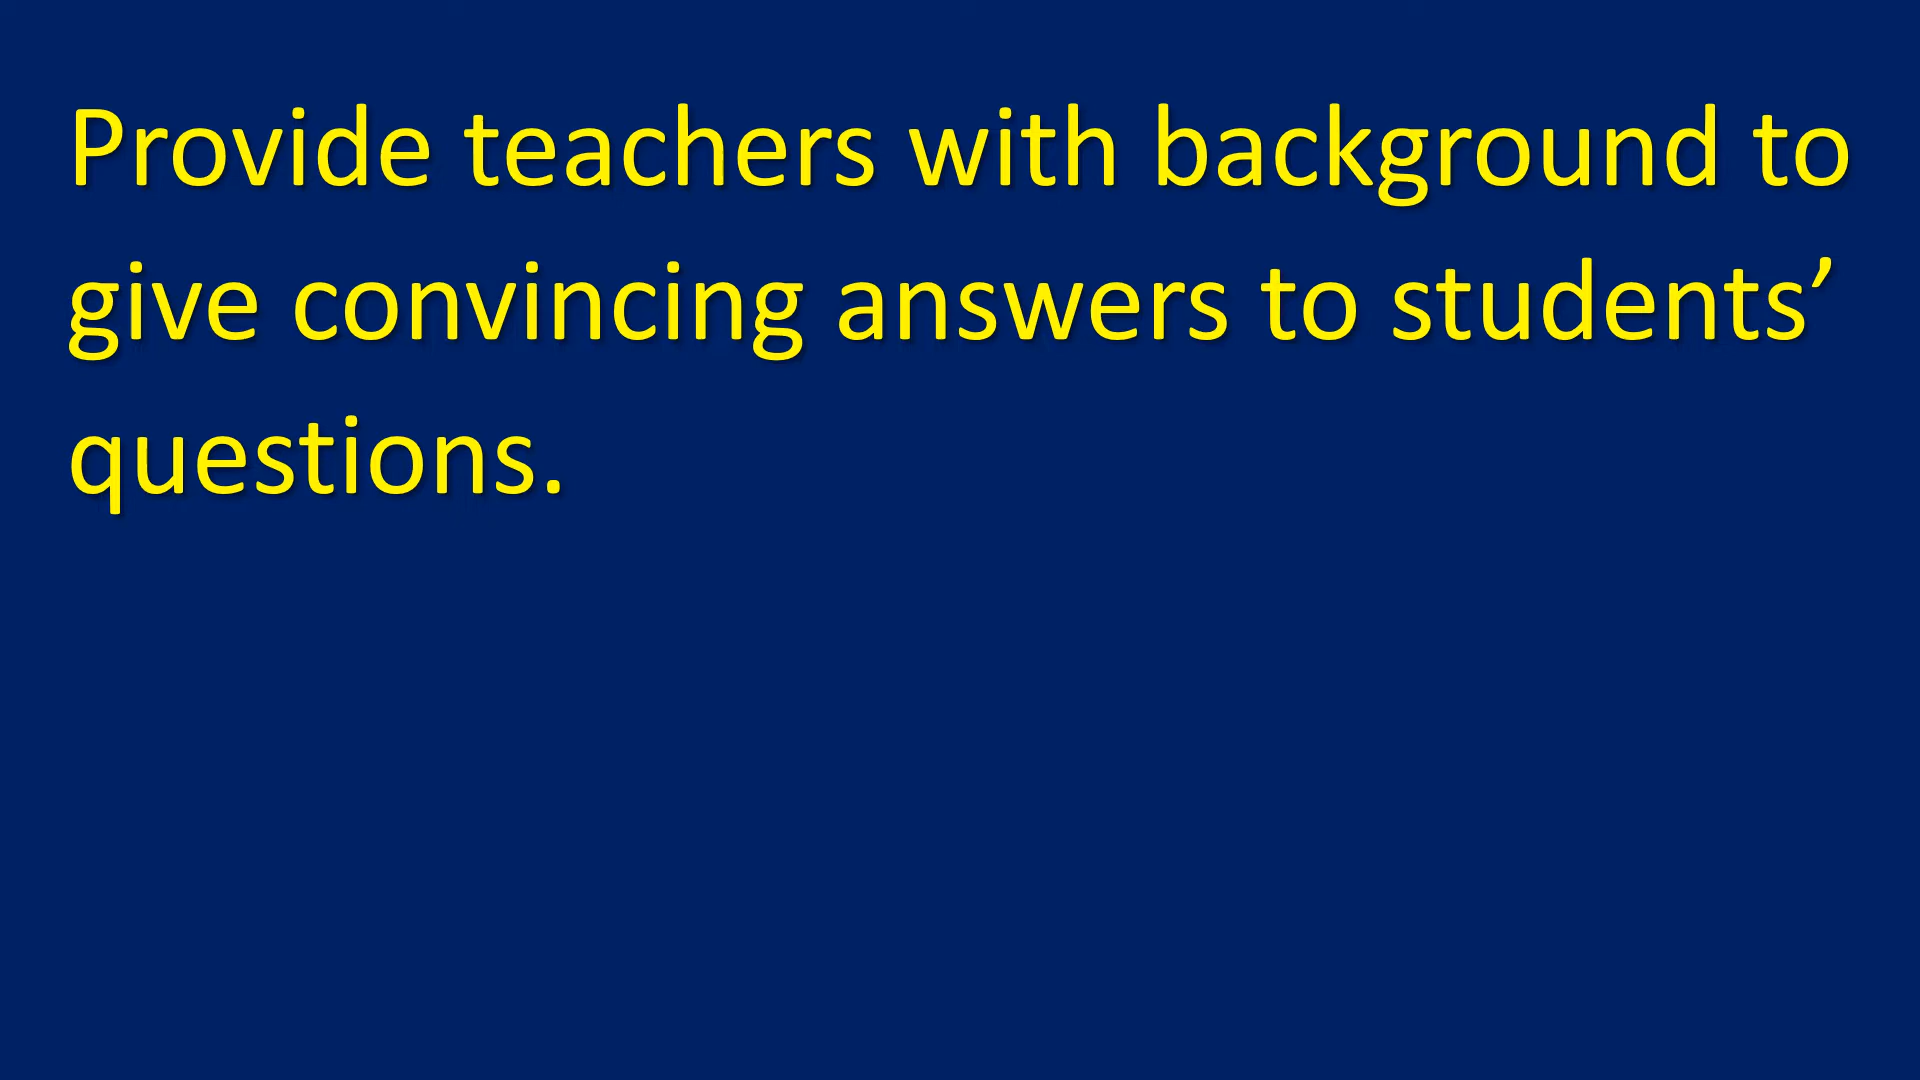 Provide teachers with background to
give convincing answers to students’
questions.